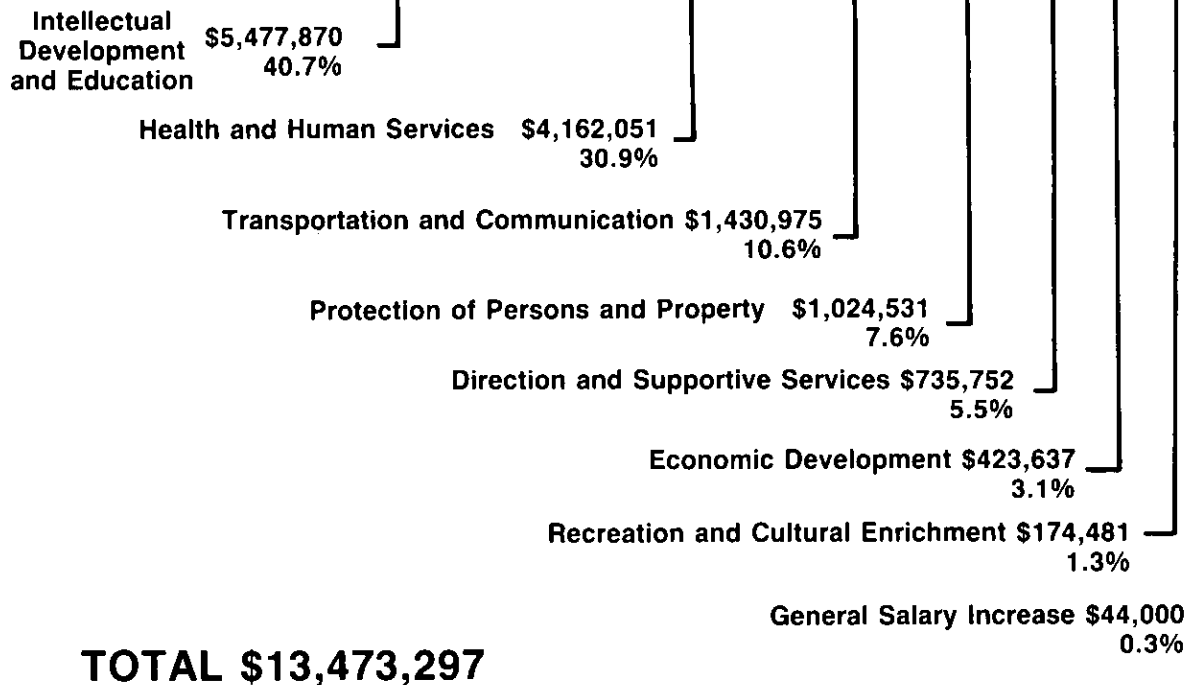 Intellectual
Development
and Education
$5,477,870
40.7%
Health and Human Services $4,162,051
30.9%
Transportation and Communication $1,430,975
10.6%
Protection of Persons and Property $1,024,531
7.6%
Direction and Supportive Services $735,752
5.5%
Economic Development $423,637
3.1%
Recreation and Cultural Enrichment $174,481
1.3%
General Salary Increase $44,000
0.3%
TOTAL $13,473,297